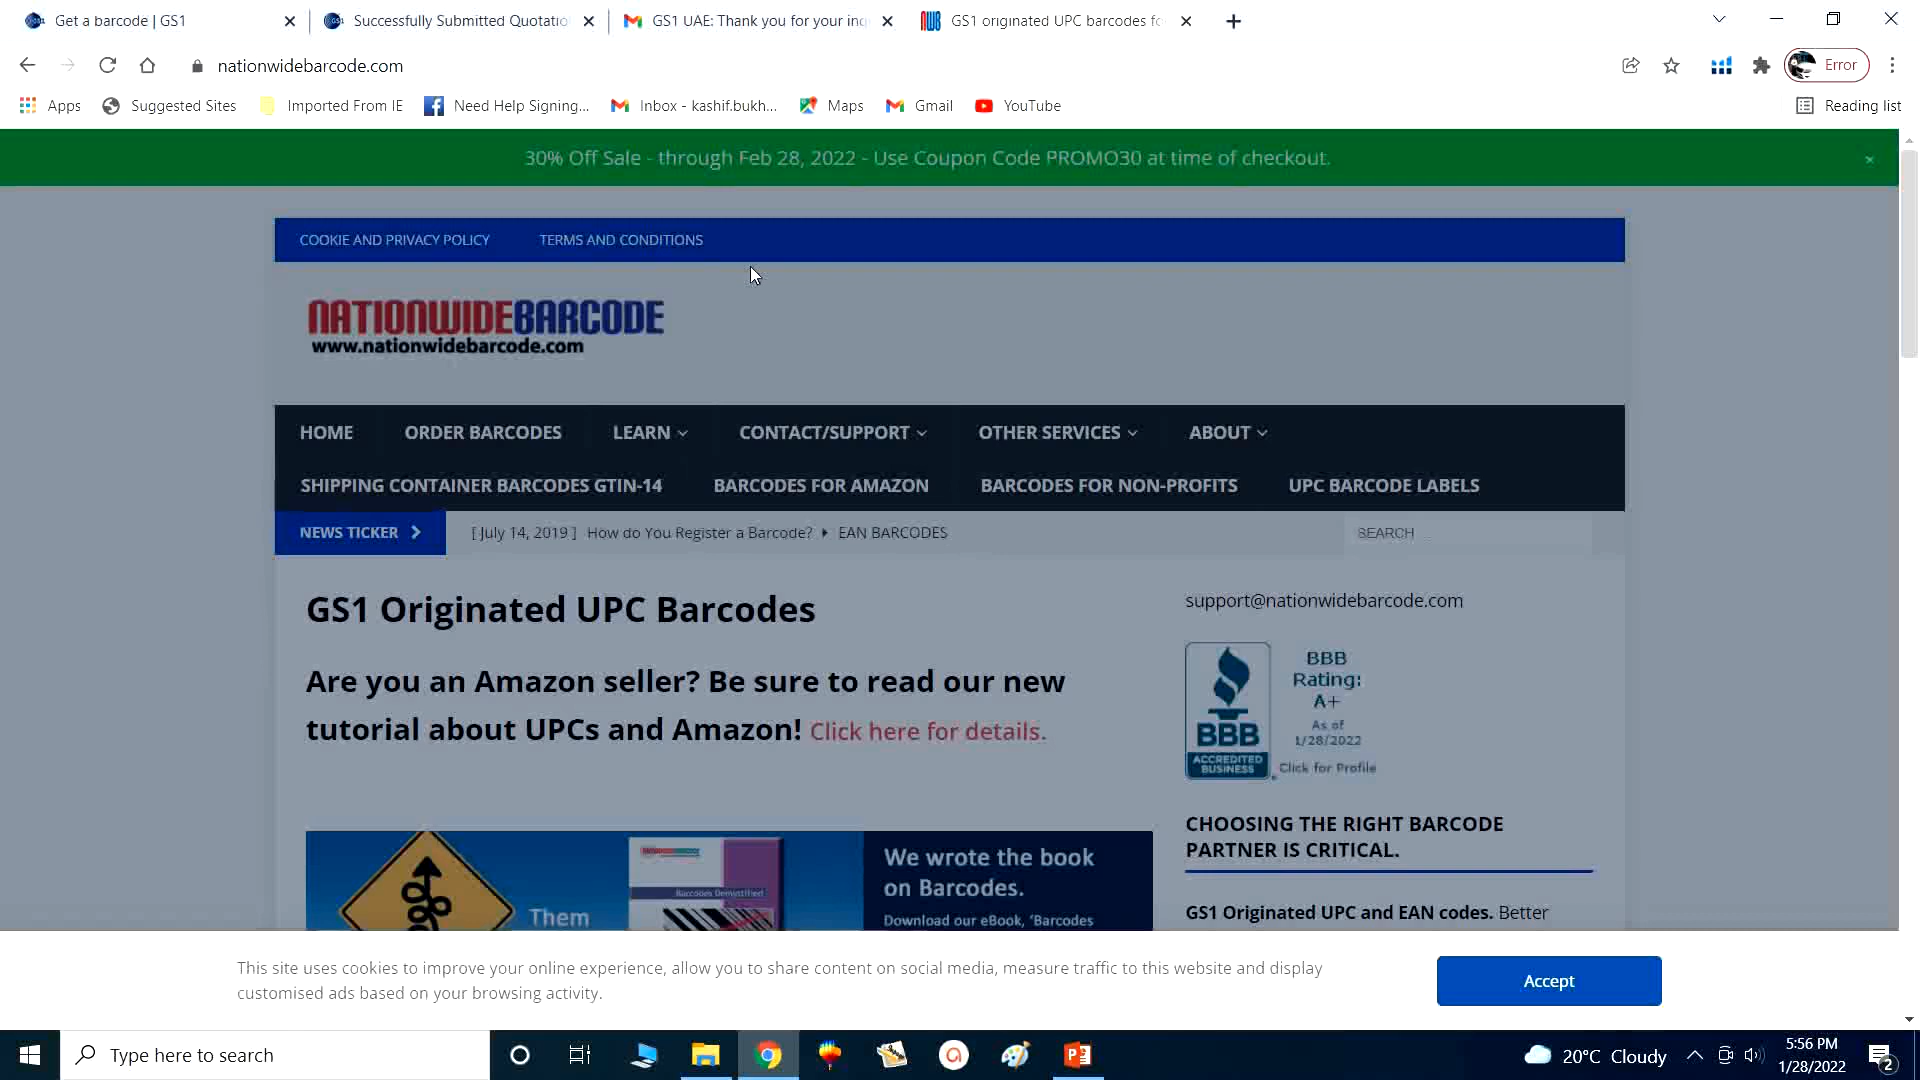 Get a barcode | GS1
Successfully Submitted Quotatio
GS1 UAE: Thank you for your inq
GS1 originated UPC barcodes fo
nationwidebarcode.com
Error
Apps
Suggested Sites
Imported From IE
Need Help Signing...
Inbox - kashif.bukh...
Maps
Gmail
YouTube
Reading list
30% Off Sale - through Feb 28, 2022 - Use Coupon Code PROMO30 at time of checkout.
COOKIE AND PRIVACY POLICY
TERMS AND CONDITIONS
NATIONWIDEBARCODE
www.nationwidebarcode.com
HOME
ORDER BARCODES
LEARN
CONTACT/SUPPORT
OTHER SERVICES
ABOUT
SHIPPING CONTAINER BARCODES GTIN-14
BARCODES FOR AMAZON
BARCODES FOR NON-PROFITS
UPC BARCODE LABELS
NEWS TICKER
[ July 14, 2019 ] How do You Register a Barcode? EAN BARCODES
SEARCH ...
GS1 Originated UPC Barcodes
Are you an Amazon seller? Be sure to read our new
tutorial about UPCs and Amazon! Click here for details.
support@nationwidebarcode.com
BBB
ACCREDITED
BUSINESS
BBB
Rating:
A+
As of
1/28/2022
Click for Profile
CHOOSING THE RIGHT BARCODE
PARTNER IS CRITICAL.
GS1 Originated UPC and EAN codes. Better
Them
NATIONWIDEBARCODE
Barcodes Demystified
We wrote the book
on Barcodes.
Download our eBook, 'Barcodes
This site uses cookies to improve your online experience, allow you to share content on social media, measure traffic to this website and display
customised ads based on your browsing activity.
Accept
Type here to search
20°C Cloudy
5:56 PM
1/28/2022
2